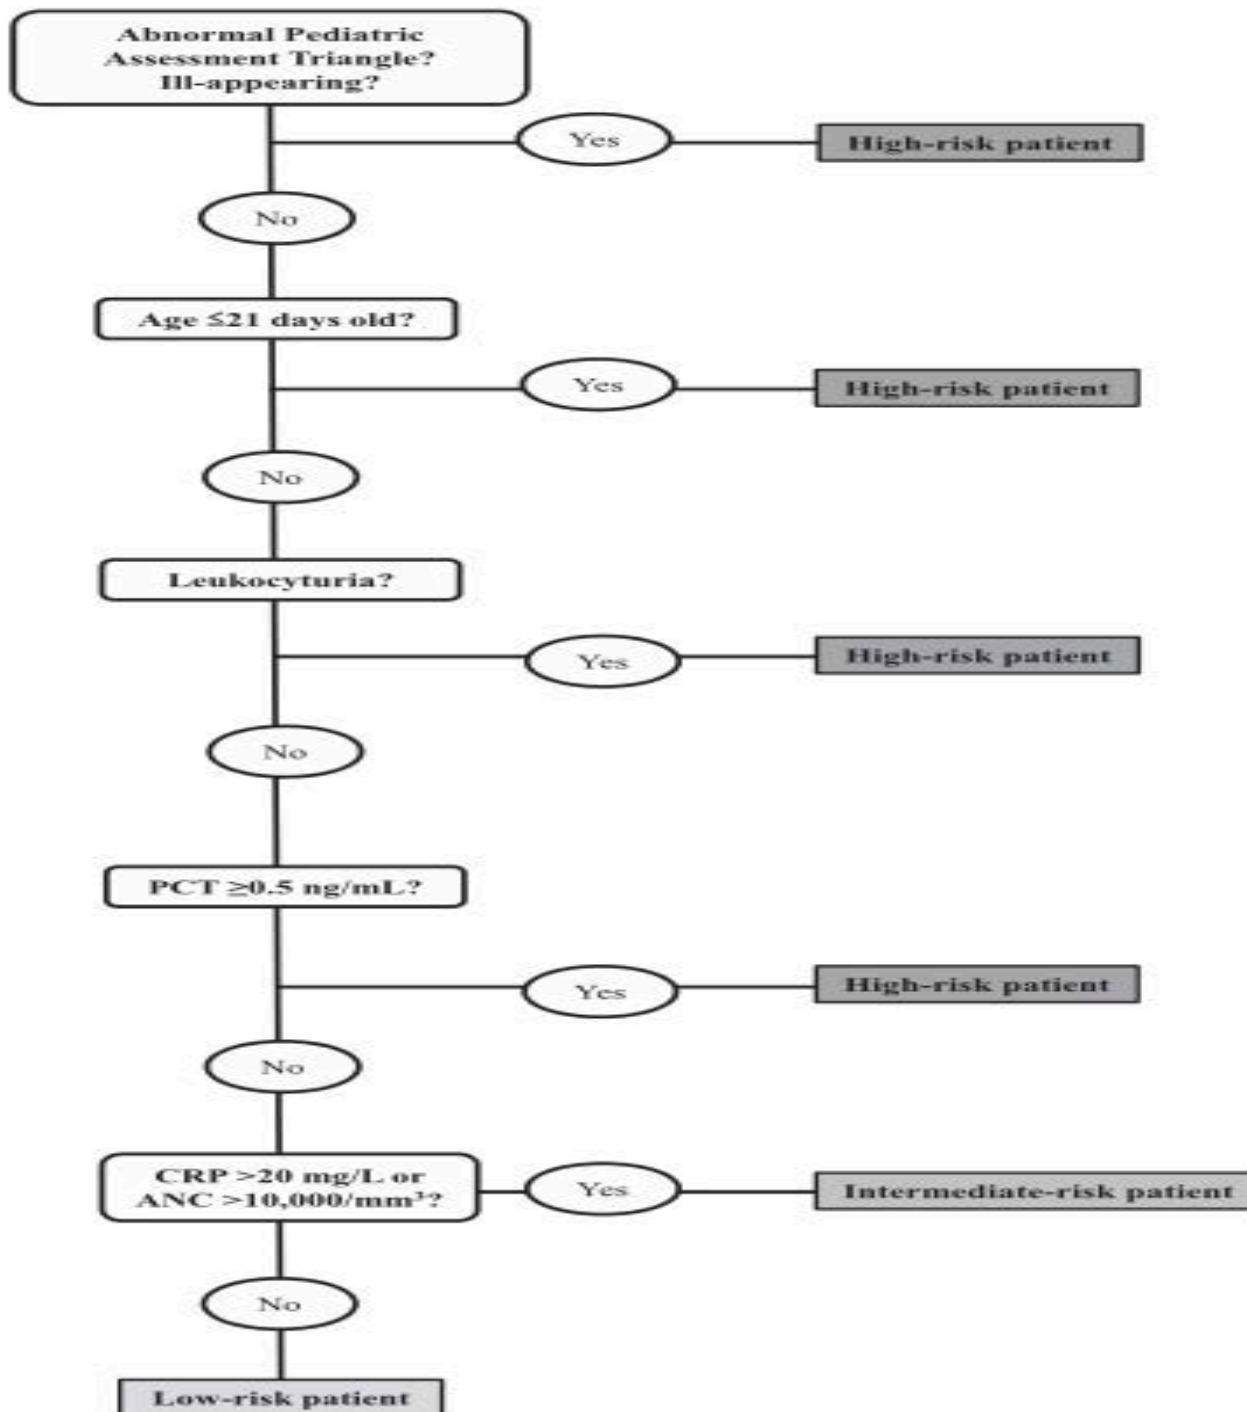 Abnormal Pediatric
Assessment Triangle?
Ill-appearing?
Yes
High-risk patient
No
Age ≤21 days old?
Yes
High-risk patient
No
Leukocyturia?
Yes
High-risk patient
No
PCT ≥0.5 ng/mL?
Yes
High-risk patient
No
CRP >20 mg/L or
ANC >10,000/mm³?
Yes
Intermediate-risk patient
No
Low-risk patient